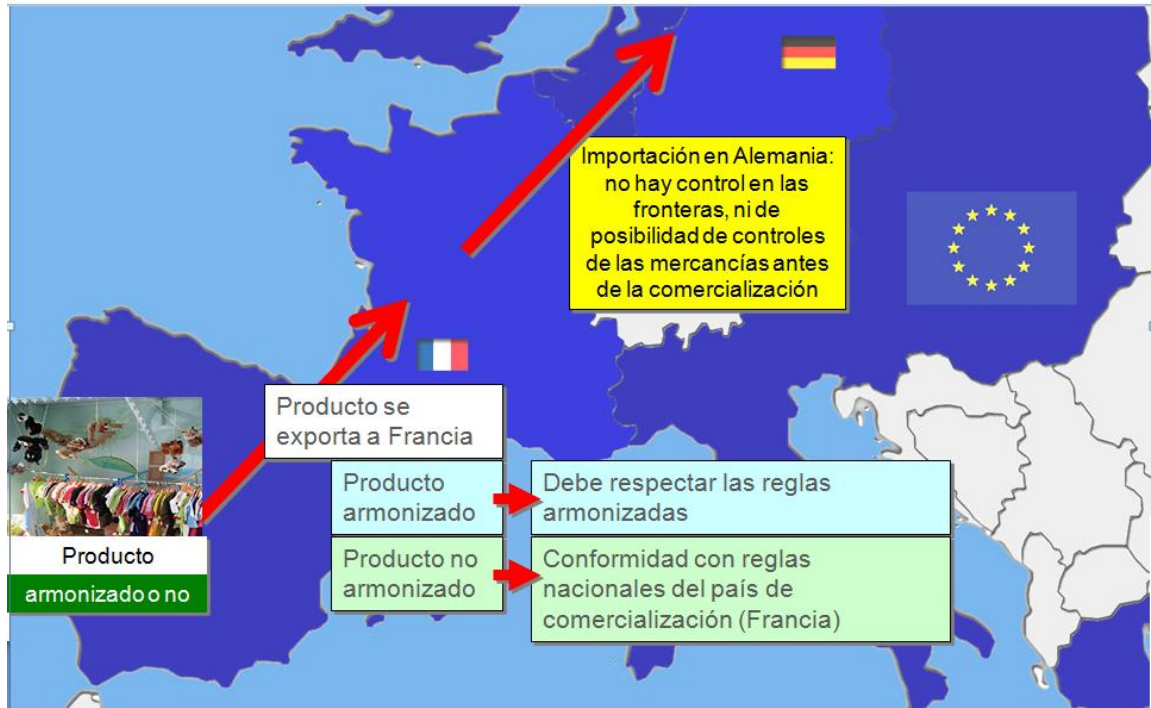 Importación en Alemania:
no hay control en las
fronteras, ni de
posibilidad de controles
de las mercancías antes
de la comercialización
Producto se
exporta a Francia
Producto
armonizado
Debe respectar las reglas
armonizadas
Producto
armonizado o no
Producto no
armonizado
Conformidad con reglas
nacionales del país de
comercialización (Francia)